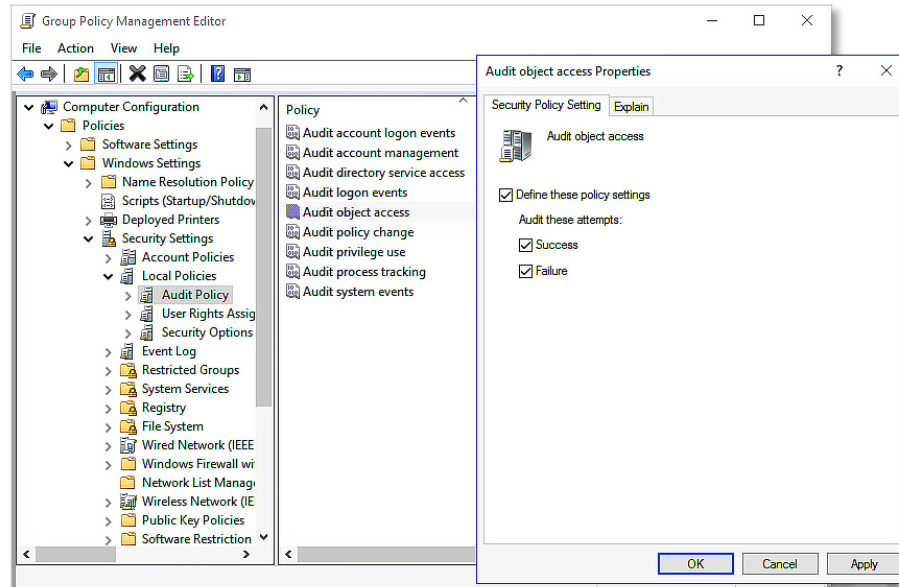 Group Policy Management Editor
File Action View Help
Computer Configuration
Policies
Software Settings
Windows Settings
Name Resolution Policy
Scripts (Startup/Shutdov
Deployed Printers
Security Settings
Account Policies
Local Policies
Audit Policy
User Rights Assig
Security Options
Event Log
Restricted Groups
System Services
Registry
File System
Wired Network (IEEE
Windows Firewall wi
Network List Manag
Wireless Network (IE
Public Key Policies
Software Restriction
Policy
Audit account logon events
Audit account management
Audit directory service access
Audit logon events
Audit object access
Audit policy change
Audit privilege use
Audit process tracking
Audit system events
Audit object access Properties
Security Policy Setting Explain
Audit object access
Define these policy settings
Audit these attempts:
Success
Failure
OK Cancel Apply